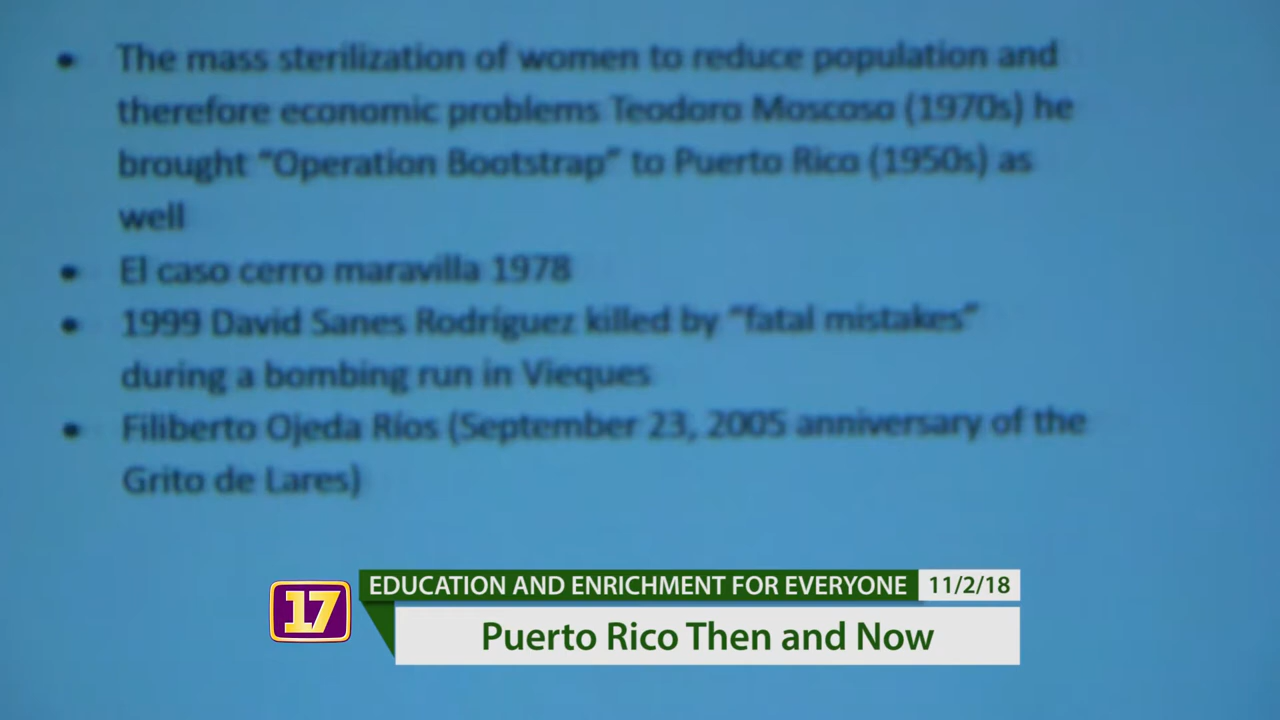 • The mass sterilization of women to reduce population and
therefore economic problems Teodoro Moscoso (1970s) he
brought “Operation Bootstrap” to Puerto Rico (1950s) as
well
• El caso cerro maravilla 1978
• 1999 David Sanes Rodríguez killed by “fatal mistakes”
during a bombing run in Vieques
• Filiberto Ojeda Ríos (September 23, 2005 anniversary of the
Grito de Lares)
EDUCATION AND ENRICHMENT FOR EVERYONE 11/2/18
17
Puerto Rico Then and Now